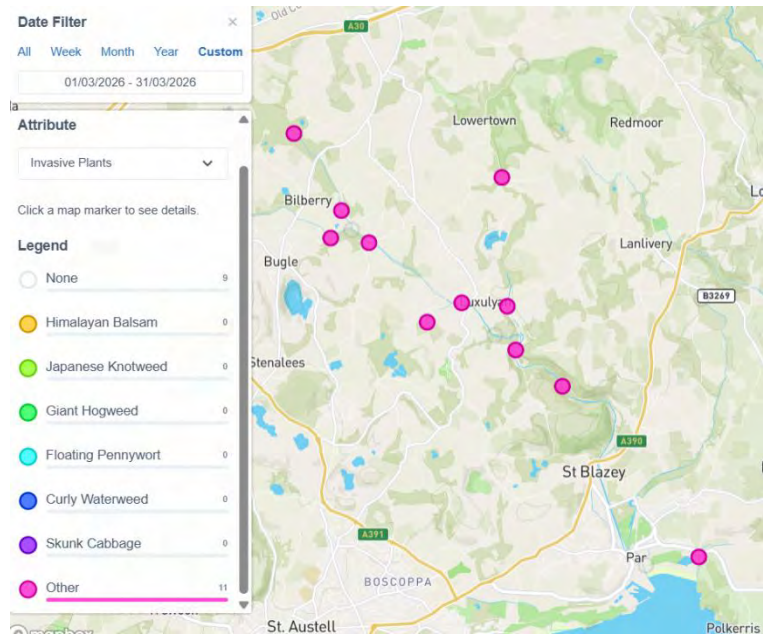 Date Filter ×
All Week Month Year Custom
01/03/2026 - 31/03/2026
Attribute
Invasive Plants
Click a map marker to see details.
Legend
None 9
Himalayan Balsam 0
Japanese Knotweed 0
Giant Hogweed 0
Floating Pennywort 0
Curly Waterweed 0
Skunk Cabbage 0
Other 11
A30
Lowertown
Redmoor
Bilberry
Lanlivery
Bugle
B3269
uxulya
Stenalees
A390
St Blazey
A391
Par
BOSCOPPA
St. Austell
Polkerris
mapbox